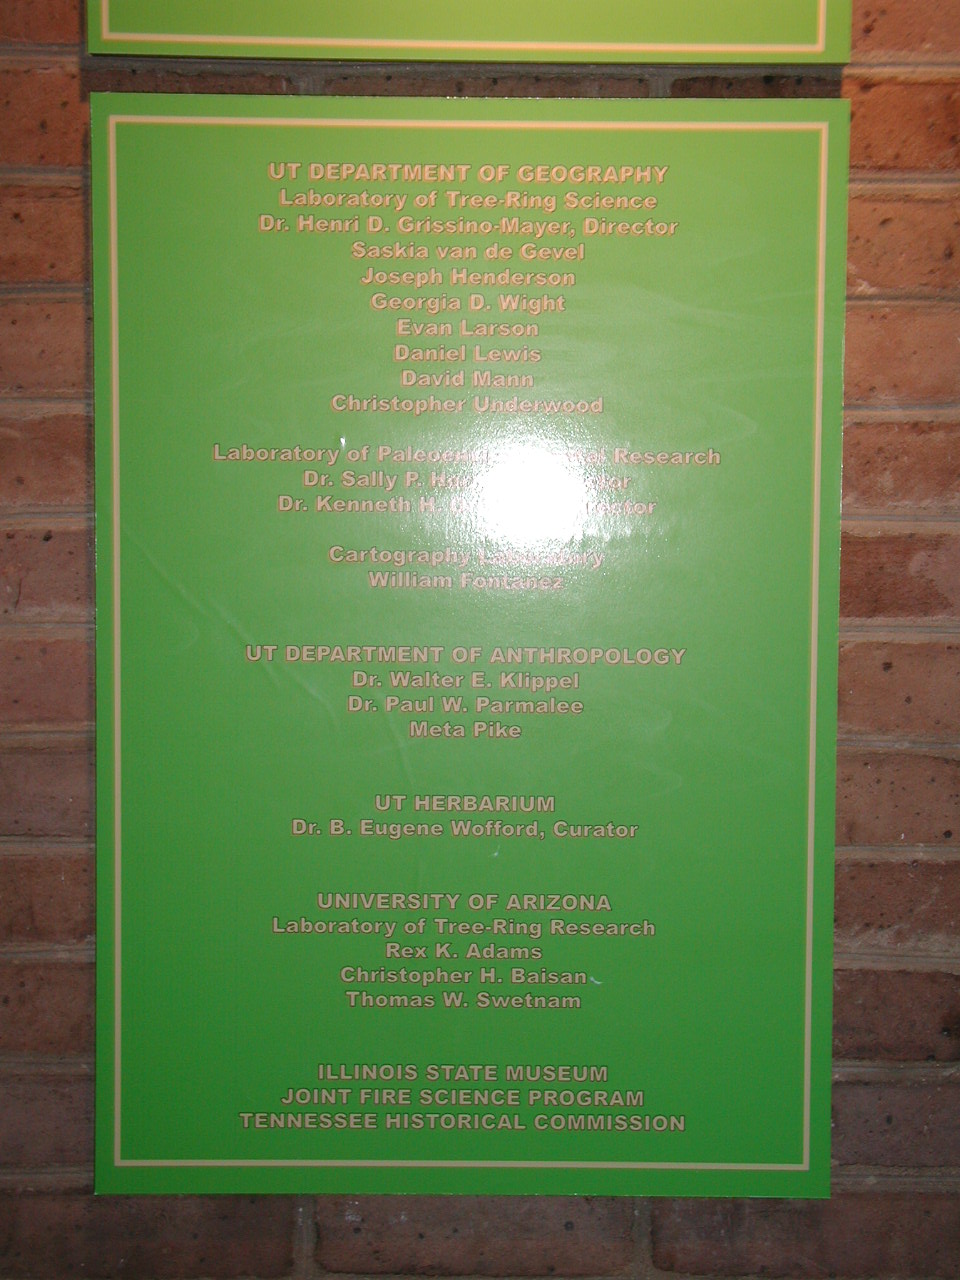 UT DEPARTMENT OF GEOGRAPHY
Laboratory of Tree-Ring Science
Dr. Henri D. Grissino-Mayer, Director
Saskia van de Gevel
Joseph Henderson
Georgia D. Wight
Evan Larson
Daniel Lewis
David Mann
Christopher Underwood
Laboratory of Research
Dr. Sally P.
Dr. Kenneth H.
Cartography Laboratory
William Fontanez
UT DEPARTMENT OF ANTHROPOLOGY
Dr. Walter E. Klippel
Dr. Paul W. Parmalee
Meta Pike
UT HERBARIUM
Dr. B. Eugene Wofford, Curator
UNIVERSITY OF ARIZONA
Laboratory of Tree-Ring Research
Rex K. Adams
Christopher H. Baisan
Thomas W. Swetnam
ILLINOIS STATE MUSEUM
JOINT FIRE SCIENCE PROGRAM
TENNESSEE HISTORICAL COMMISSION